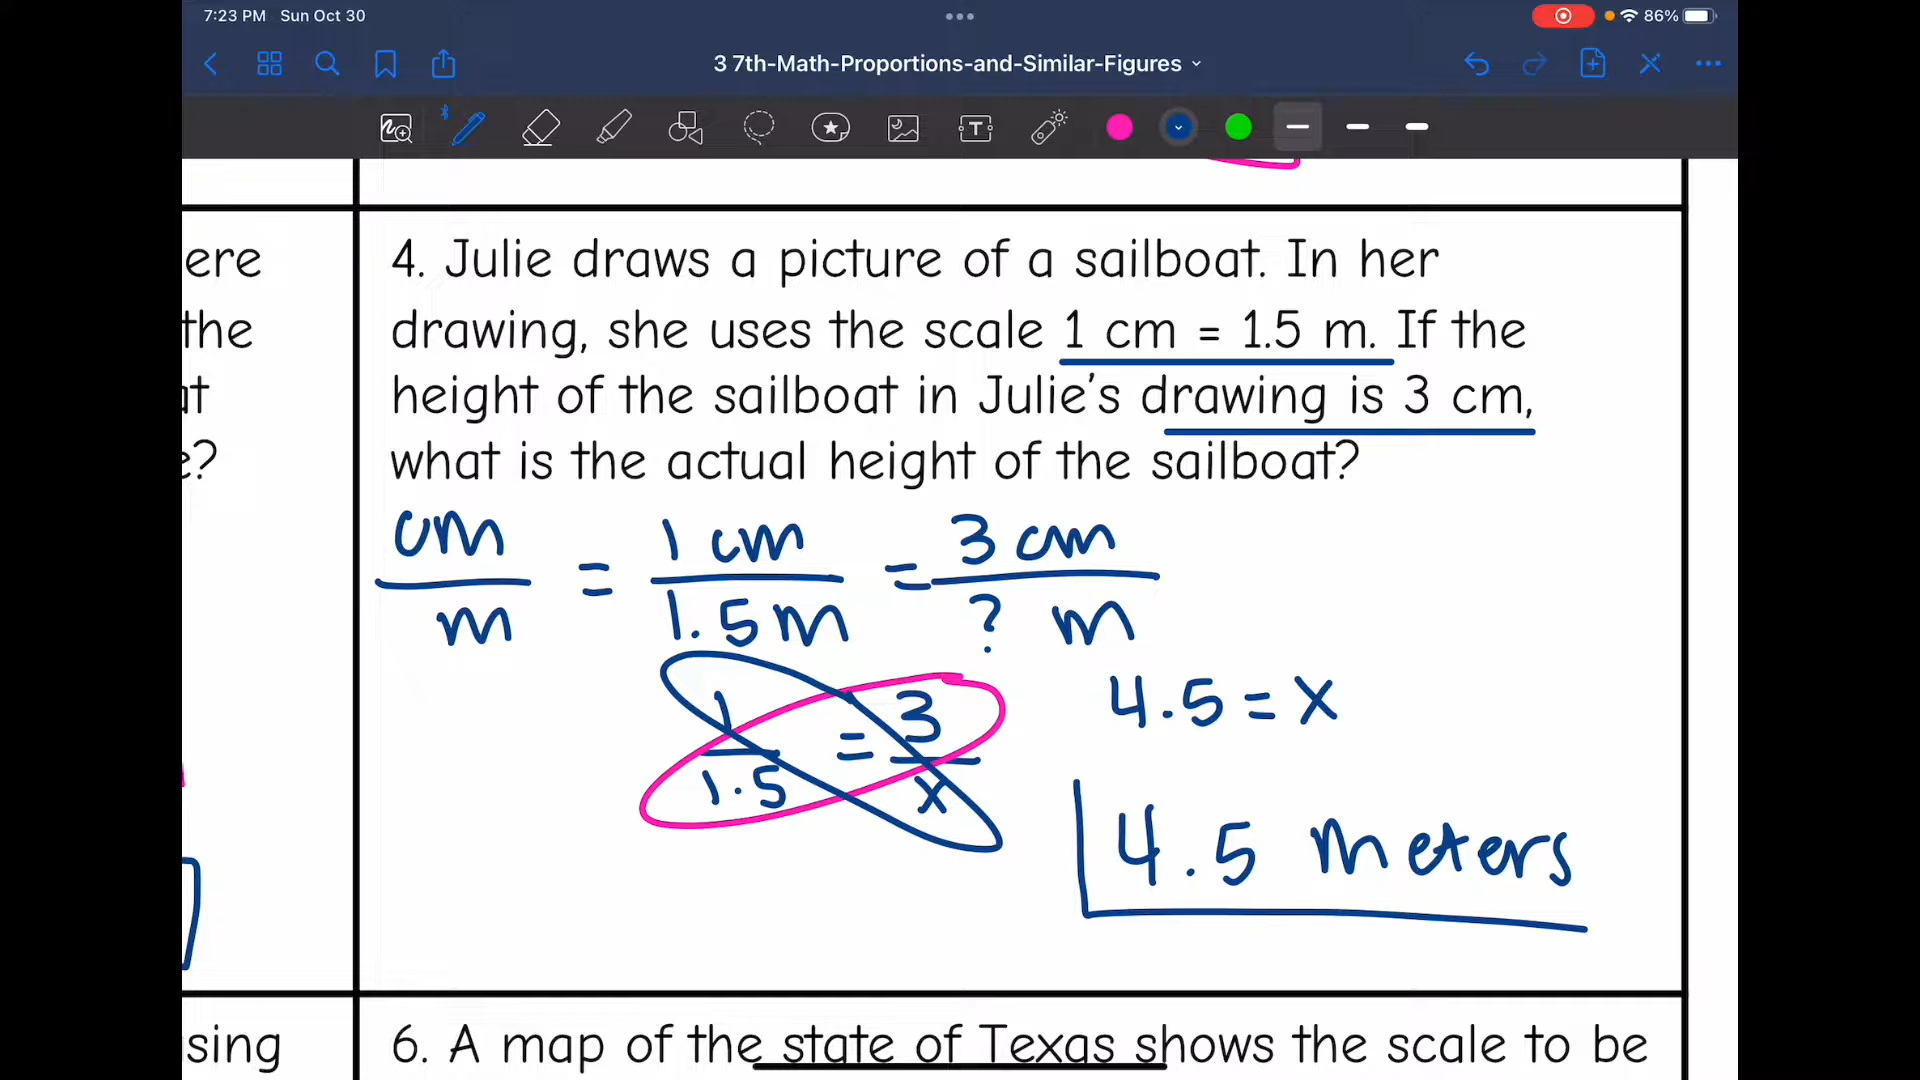 7:23 PM Sun Oct 30
86%
3 7th-Math-Proportions-and-Similar-Figures
ere
the
at
e?
4. Julie draws a picture of a sailboat. In her
drawing, she uses the scale 1 cm = 1.5 m. If the
height of the sailboat in Julie's drawing is 3 cm,
what is the actual height of the sailboat?
cm = 1 cm = 3 cm
m 1.5 m ? m
1 = 3
1.5 x
4.5 = x
4.5 meters
sing
6. A map of the state of Texas shows the scale to be